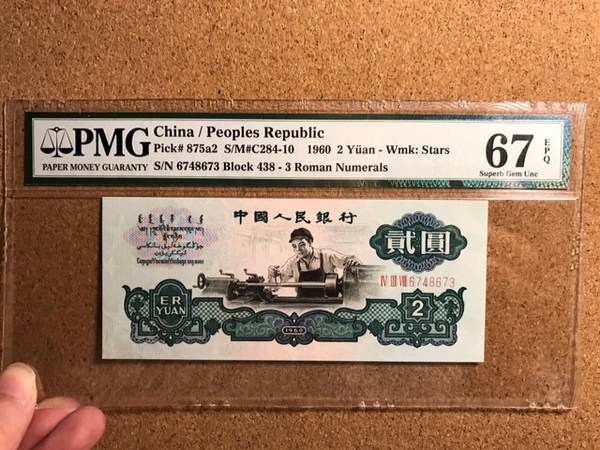 PMG
PAPER MONEY GUARANTY
China / Peoples Republic
Pick# 875a2 S/M#C284-10 1960 2 Yüan - Wmk: Stars
S/N 6748673 Block 438 - 3 Roman Numerals
67 EPQ
Superb Gem Unc
中國人民銀行
貳圓
IV III VIII 6748673
ER
YUAN
1960
2